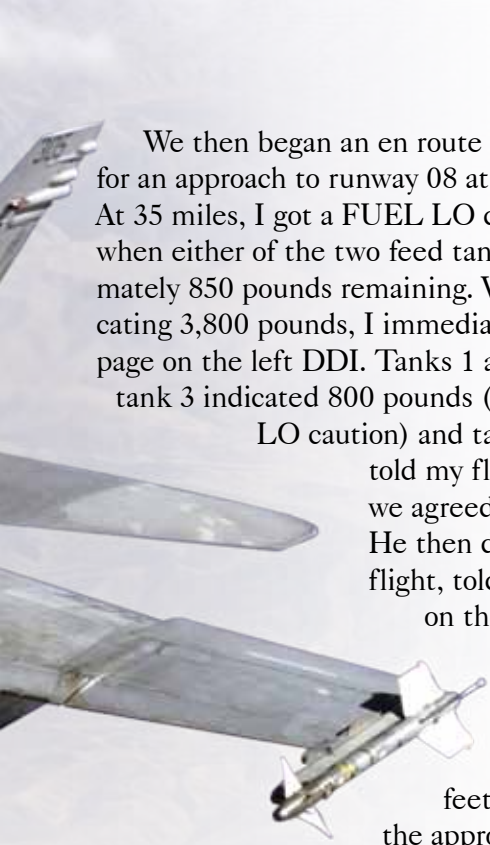 We then began an en route
for an approach to runway 08 at
At 35 miles, I got a FUEL LO
when either of the two feed
mately 850 pounds remaining.
cating 3,800 pounds, I
page on the left DDI. Tanks 1
tank 3 indicated 800 pounds (
LO caution) and
told my
we agreed
He then
flight,
on
feet
the